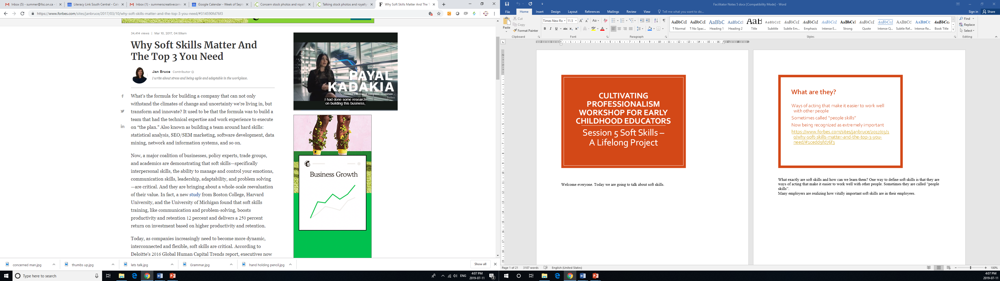 Inbox (5) - summer@llsc.on.ca -
Literacy Link South Central - Cale
Inbox (1) - summerscreativecorne
Google Calendar - Week of Septe
Concern stock photos and royalty-
Talking stock photos and royalty-
Why Soft Skills Matter And The T
https://www.forbes.com/sites/janbruce/2017/03/10/why-soft-skills-matter-and-the-top-3-you-need/#314590fd76f3
34,414 views | Mar 10, 2017, 04:59am
Why Soft Skills Matter And
The Top 3 You Need
Jan Bruce Contributor
I write about stress and being agile and adaptable in the workplace.
What's the formula for building a company that can not only
withstand the climates of change and uncertainty we're living in, but
transform and innovate? It used to be that the formula was to build a
team that had the technical expertise and work experience to execute
on "the plan." Also known as building a team around hard skills:
statistical analysis, SEO/SEM marketing, software development, data
mining, network and information systems, and so on.
Now, a major coalition of businesses, policy experts, trade groups,
and academics are demonstrating that soft skills—specifically
interpersonal skills, the ability to manage and control your emotions,
communication skills, leadership, adaptability, and problem solving
—are critical. And they are bringing about a whole-scale reevaluation
of their value. In fact, a new study from Boston College, Harvard
University, and the University of Michigan found that soft skills
training, like communication and problem-solving, boosts
productivity and retention 12 percent and delivers a 250 percent
return on investment based on higher productivity and retention.
Today, as companies increasingly need to become more dynamic,
interconnected and flexible, soft skills are critical. According to
Deloitte's 2016 Global Human Capital Trends report, executives now
PAYAL
KADAKIA
FOUNDER & EXECUTIVE CHAIRMAN | CLASSPASS
Forbes
I had done some research
on building this business,
Business Growth
concerned man.jpg
thumbs up.jpg
lets talk.jpg
Grammar.jpg
hand holding pencil.jpg
Show all
Type here to search
ENG
4:07 PM
2019-07-11
2
Facilitator Notes 5.docx [Compatibility Mode] - Word
File Home Insert Design Layout References Mailings Review View Tell me what you want to do...
Sign in Share
Paste
Cut
Copy
Format Painter
Clipboard
Times New Ro 11.5
Font
Paragraph
AaBbCcI AaBbCcI AaBbC AaBbCcI AaB AaBbCcD AaBbCcI AaBbCcI AaBbCcI AaBbCcI AaBbCcI AaBbCcI AaBbCc AaBbCc AaBbCcI
¶ Normal ¶ No Spac... Heading 1 Heading 2 Title Subtitle Subtle Em... Emphasis Intense E... Strong Quote Intense Q... Subtle Ref... Intense Re... Book Title
Styles
Find
Replace
Select
Editing
CULTIVATING
PROFESSIONALISM
WORKSHOP FOR EARLY
CHILDHOOD EDUCATORS
Session 5 Soft Skills –
A Lifelong Project
Welcome everyone. Today we are going to talk about soft skills.
What are they?
Ways of acting that make it easier to work well
with other people
Sometimes called "people skills"
Now being recognized as extremely important
https://www.forbes.com/sites/janbruce/2017/03/1
0/why-soft-skills-matter-and-the-top-3-you-
need/#1cedd9fd76f3
What exactly are soft skills and how can we learn them? One way to define soft skills is that they are
ways of acting that make it easier to work well with other people. Sometimes they are called "people
skills".
Many employers are realizing how vitally important soft skills are in their employees.
Page 1 of 21 3107 words English (United States)
100%
4:07 PM
2019-07-11